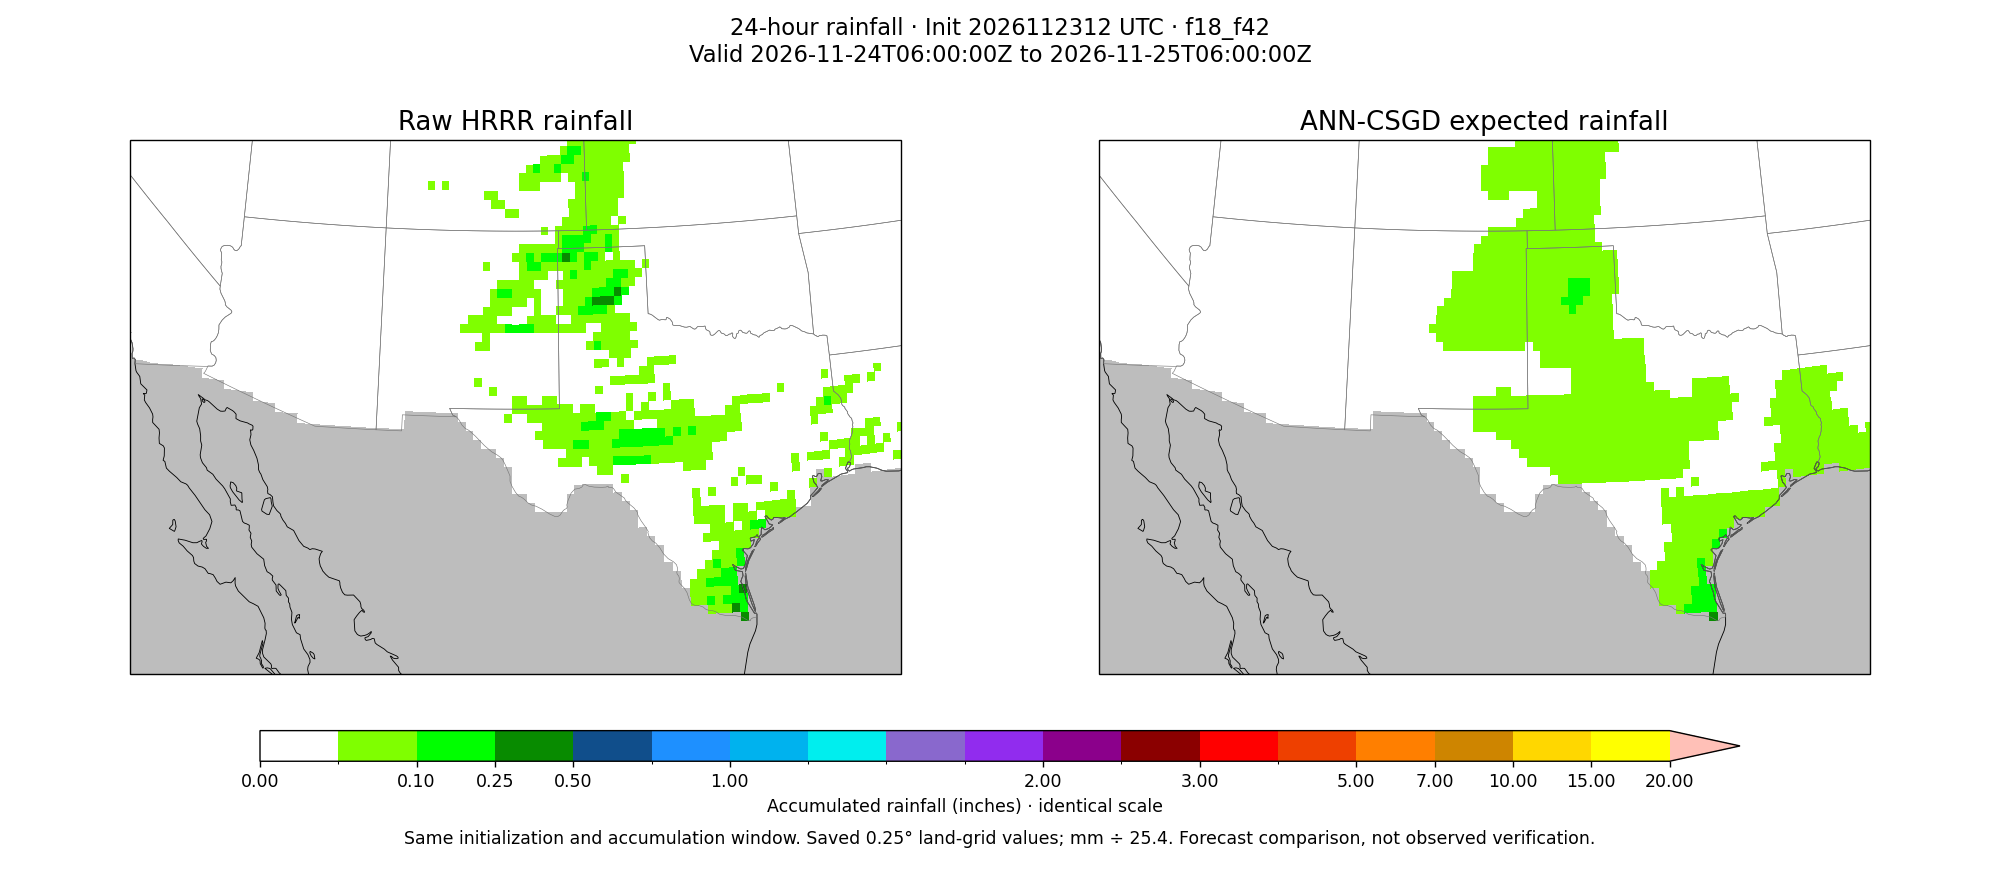 24-hour rainfall · Init 2026112312 UTC · f18_f42
Valid 2026-11-24T06:00:00Z to 2026-11-25T06:00:00Z
Raw HRRR rainfall
ANN-CSGD expected rainfall
0.00 0.10 0.25 0.50 1.00 2.00 3.00 5.00 7.00 10.00 15.00 20.00
Accumulated rainfall (inches) · identical scale
Same initialization and accumulation window. Saved 0.25° land-grid values; mm ÷ 25.4. Forecast comparison, not observed verification.